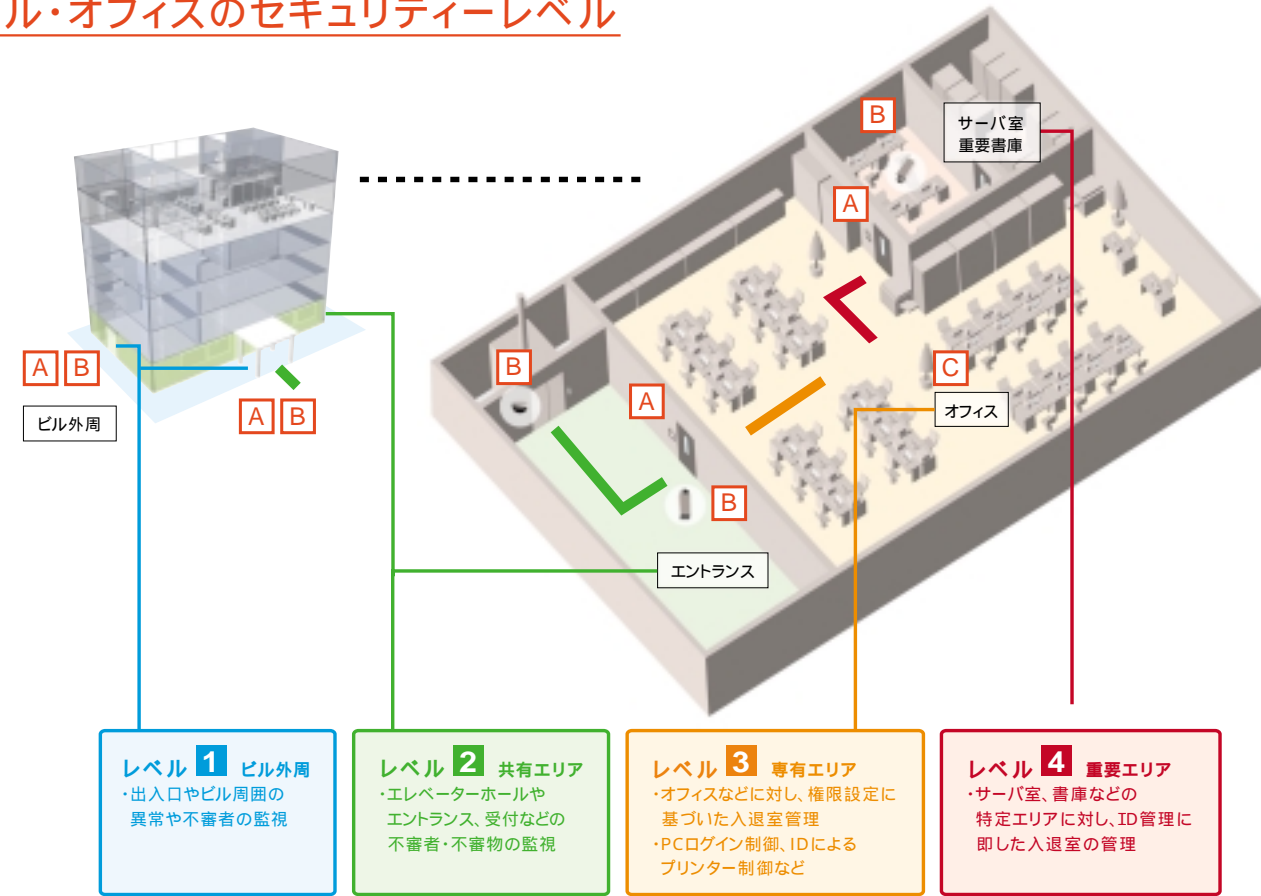 ル・オフィスのセキュリティーレベル
B
サーバ室
重要書庫
A
A B
ビル外周
A B
B
A
C
オフィス
B
エントランス
レベル 1 ビル外周
・出入口やビル周囲の
異常や不審者の監視
レベル 2 共有エリア
・エレベーターホールや
エントランス、受付などの
不審者・不審物の監視
レベル 3 専有エリア
・オフィスなどに対し、権限設定に
基づいた入退室管理
・PCログイン制御、IDによる
プリンター制御など
レベル 4 重要エリア
・サーバ室、書庫などの
特定エリアに対し、ID管理に
即した入退室の管理